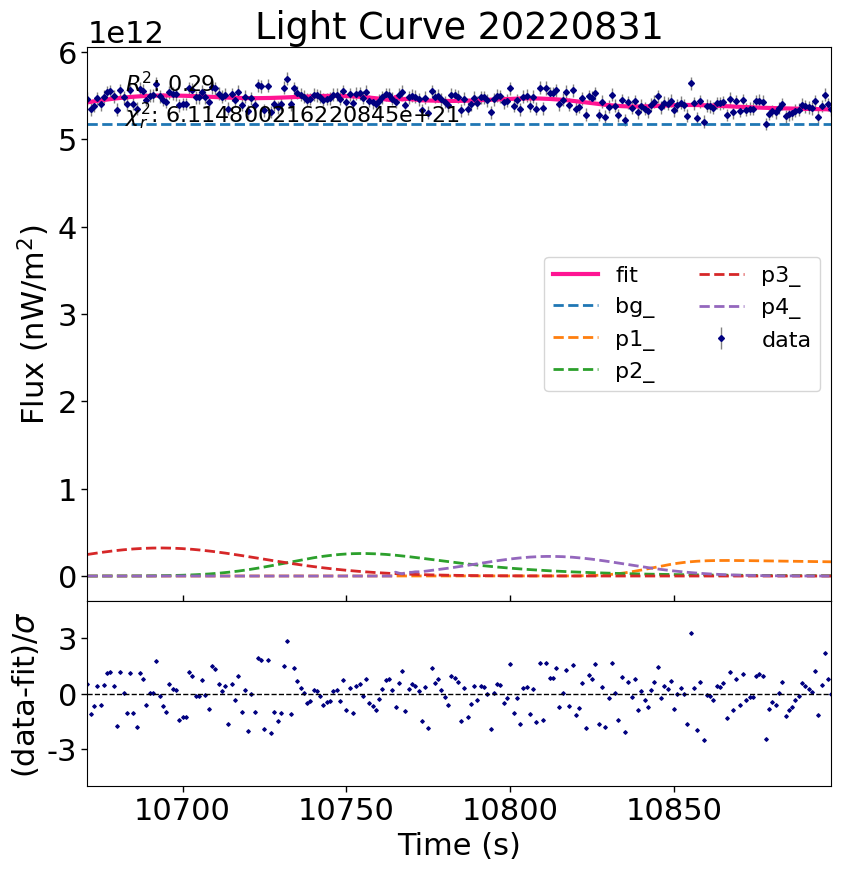 Light Curve 20220831
1e12
6
5
4
3
2
1
0
Flux (nW/m²)
R²: 0.29
χ²ᵣ: 6.114800216220845e+21
fit
bg_
p1_
p2_
p3_
p4_
data
3
0
-3
(data-fit)/σ
10700
10750
10800
10850
Time (s)